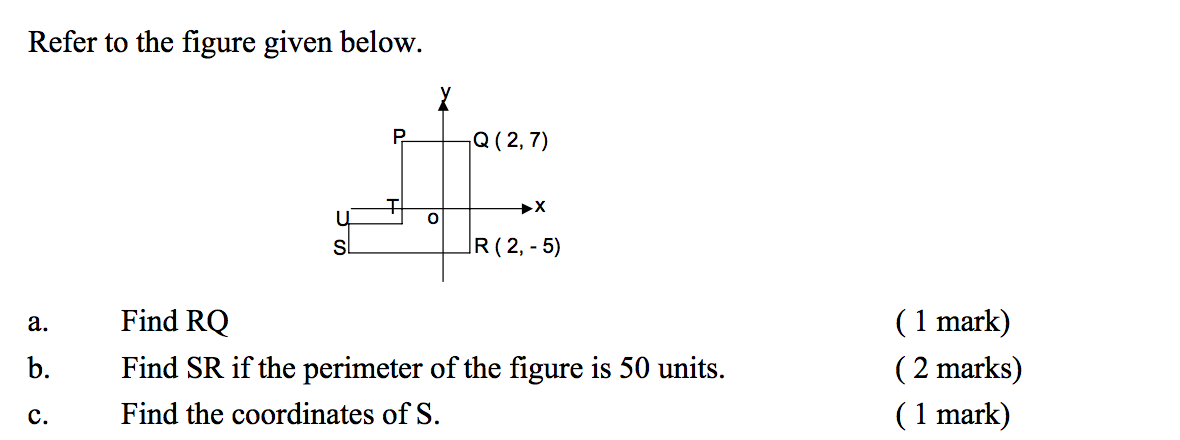 Refer to the figure given below.
y
P
Q ( 2, 7)
T
x
U
o
S
R ( 2, - 5)
a. Find RQ ( 1 mark)
b. Find SR if the perimeter of the figure is 50 units. ( 2 marks)
c. Find the coordinates of S. ( 1 mark)